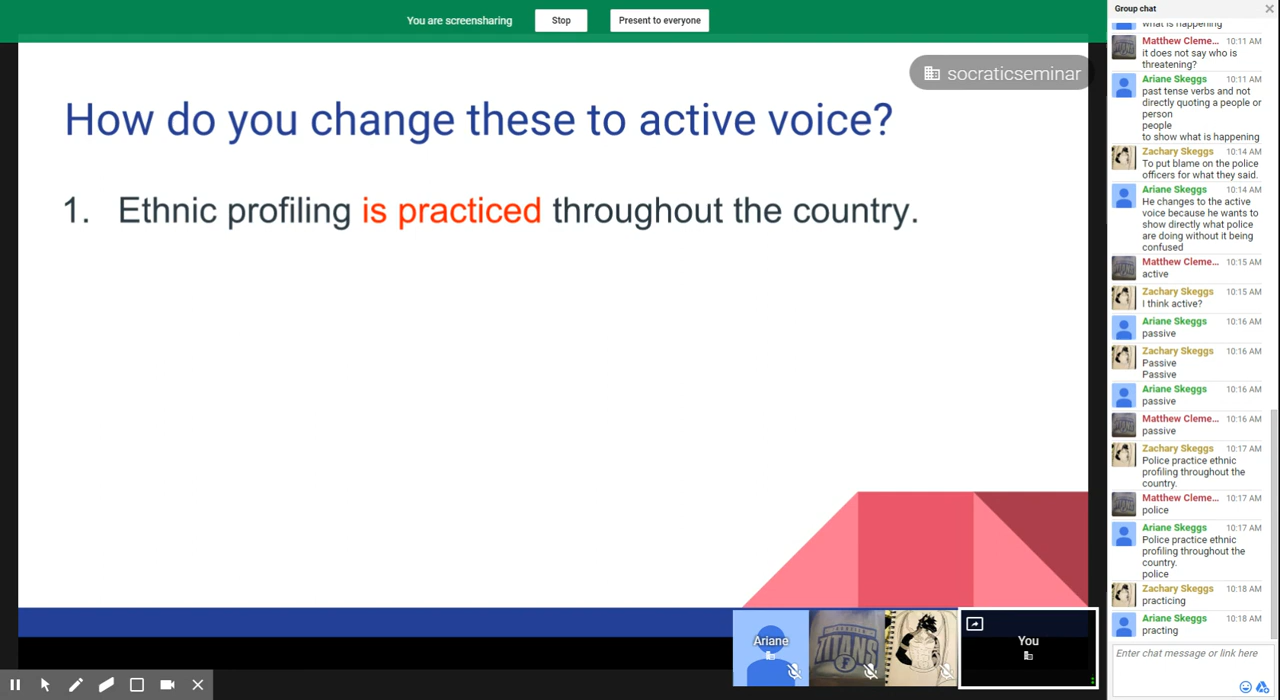 You are screensharing
Stop
Present to everyone
socraticseminar
How do you change these to active voice?
1. Ethnic profiling is practiced throughout the country.
Group chat
what is happening
Matthew Cleme... 10:11 AM
it does not say who is
threatening?
Ariane Skeggs 10:11 AM
past tense verbs and not
directly quoting a people or
person
people
to show what is happening
Zachary Skeggs 10:14 AM
To put blame on the police
officers for what they said.
Ariane Skeggs 10:14 AM
He changes to the active
voice because he wants to
show directly what police
are doing without it being
confused
Matthew Cleme... 10:15 AM
active
Zachary Skeggs 10:15 AM
I think active?
Ariane Skeggs 10:16 AM
passive
Zachary Skeggs 10:16 AM
Passive
Passive
Ariane Skeggs 10:16 AM
passive
Matthew Cleme... 10:16 AM
passive
Zachary Skeggs 10:17 AM
Police practice ethnic
profiling throughout the
country.
Matthew Cleme... 10:17 AM
police
Ariane Skeggs 10:17 AM
Police practice ethnic
profiling throughout the
country.
police
Zachary Skeggs 10:18 AM
practicing
Ariane Skeggs 10:18 AM
practing
Enter chat message or link here
Ariane
TITANS
You